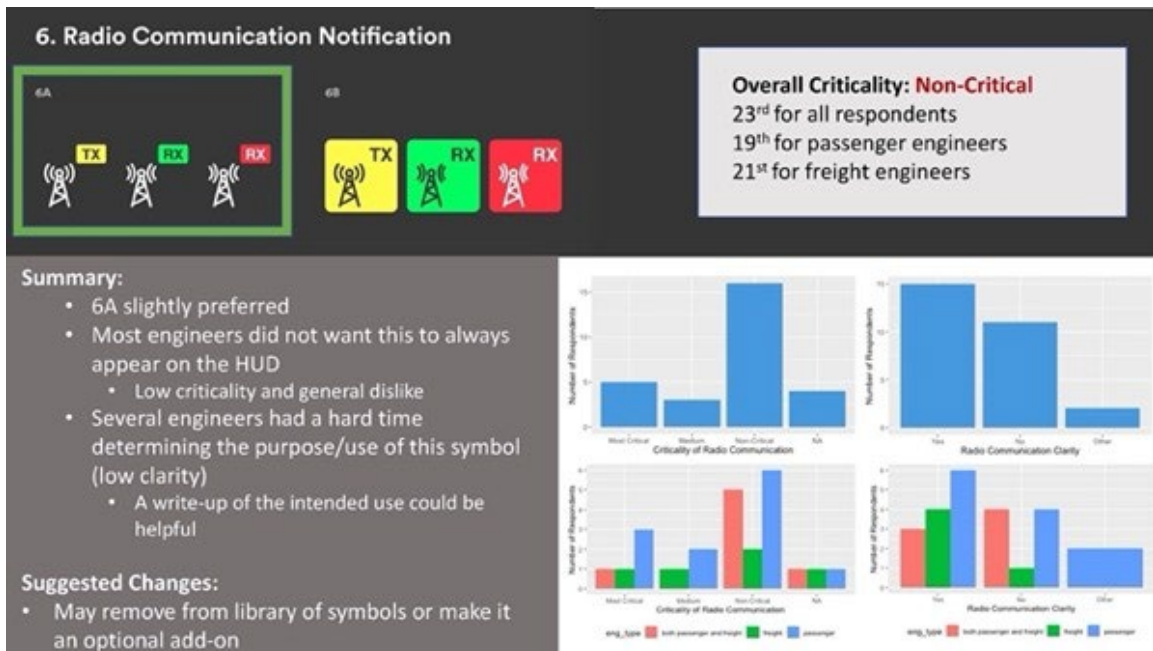 6. Radio Communication Notification
6A
6B
TX
RX
RX
TX
RX
RX
Overall Criticality: Non-Critical
23rd for all respondents
19th for passenger engineers
21st for freight engineers
Summary:
• 6A slightly preferred
• Most engineers did not want this to always
appear on the HUD
• Low criticality and general dislike
• Several engineers had a hard time
determining the purpose/use of this symbol
(low clarity)
• A write-up of the intended use could be
helpful
Suggested Changes:
• May remove from library of symbols or make it
an optional add-on
Number of Respondents
Most Critical
Medium
Non-Critical
NA
Criticality of Radio Communication
Number of Respondents
Yes
No
Other
Radio Communication Clarity
Number of Respondents
Most Critical
Medium
Non-Critical
NA
Criticality of Radio Communication
eng_type both passenger and freight freight passenger
Number of Respondents
Yes
No
Other
Radio Communication Clarity
eng_type both passenger and freight freight passenger